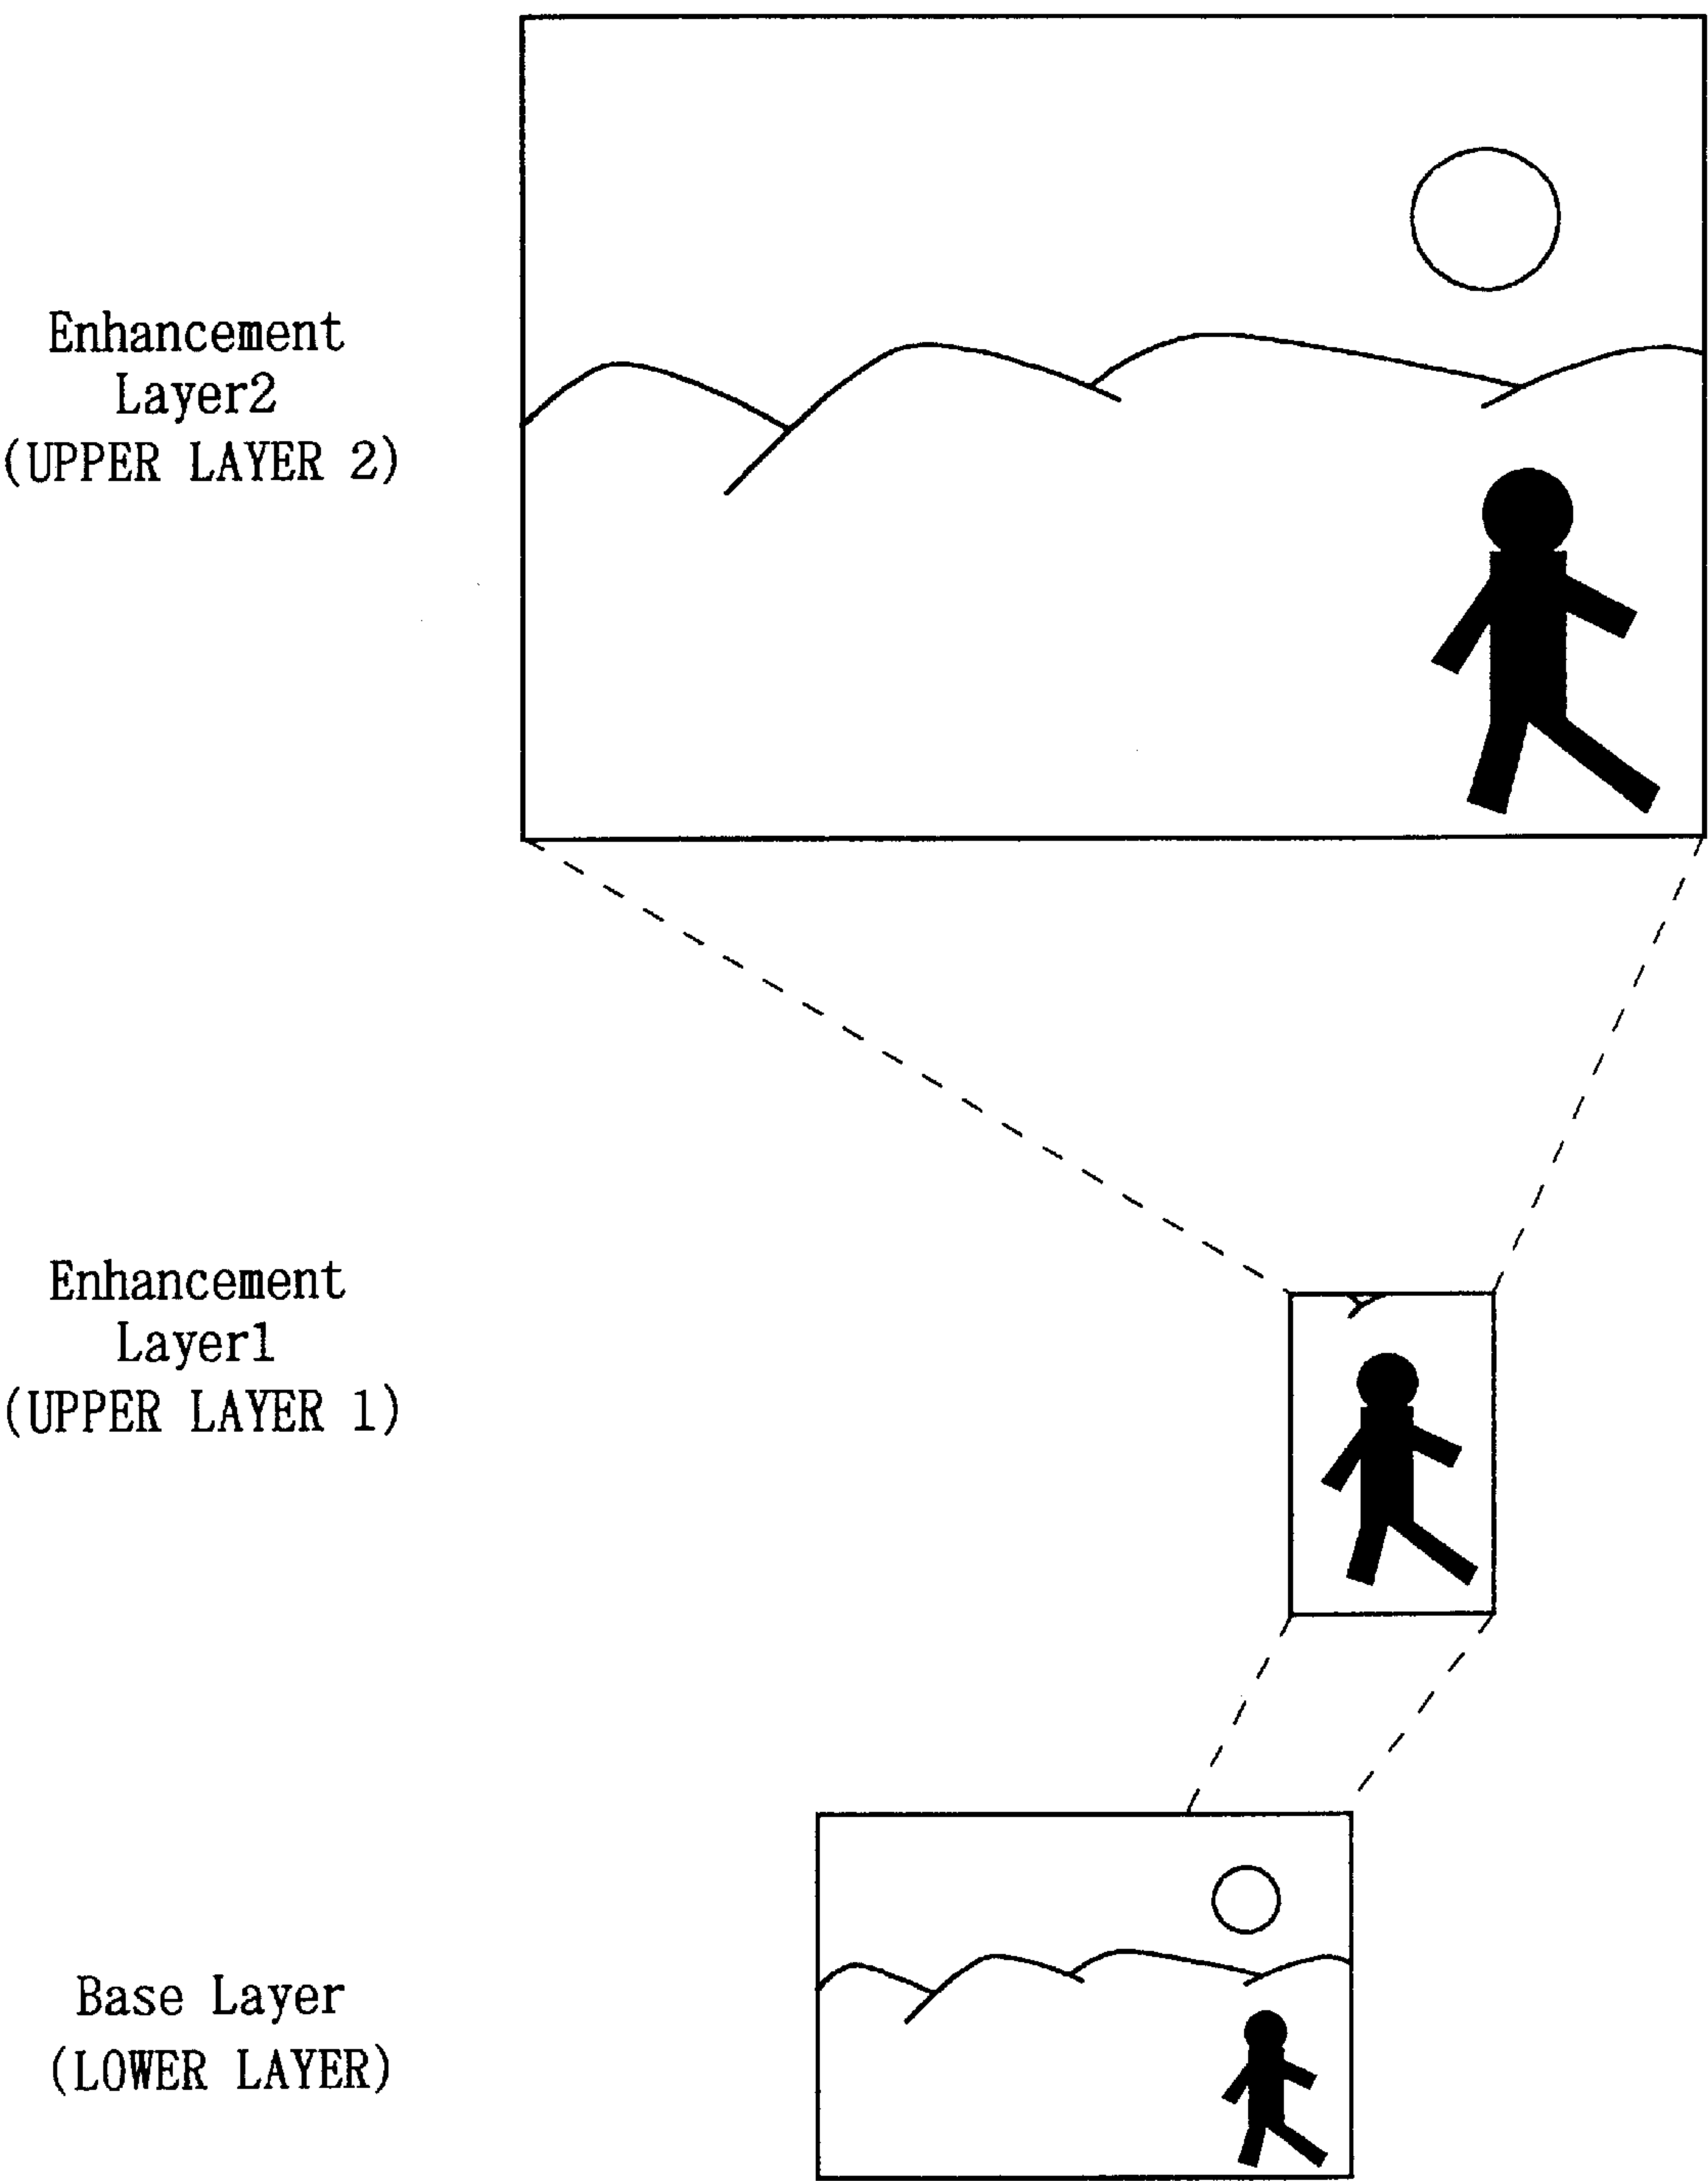 Enhancement
Layer2
(UPPER LAYER 2)
Enhancement
Layer1
(UPPER LAYER 1)
Base Layer
(LOWER LAYER)